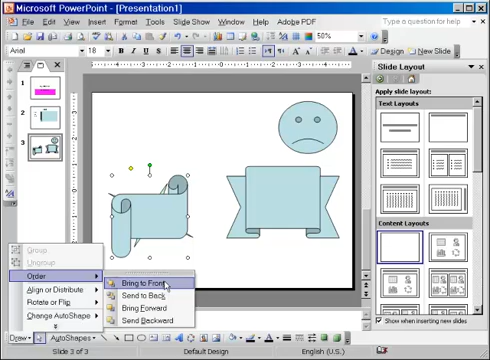 Microsoft PowerPoint - [Presentation1]
File Edit View Insert Format Tools Slide Show Window Help Adobe PDF
Type a question for help
50%
Arial 18 B I U S Design New Slide
Slide Layout
Apply slide layout:
Text Layouts
Content Layouts
Show when inserting new slides
1
2
3
Group
Ungroup
Order
Align or Distribute
Rotate or Flip
Change AutoShape
Bring to Front
Send to Back
Bring Forward
Send Backward
Draw AutoShapes
Slide 3 of 3 Default Design English (U.S.)